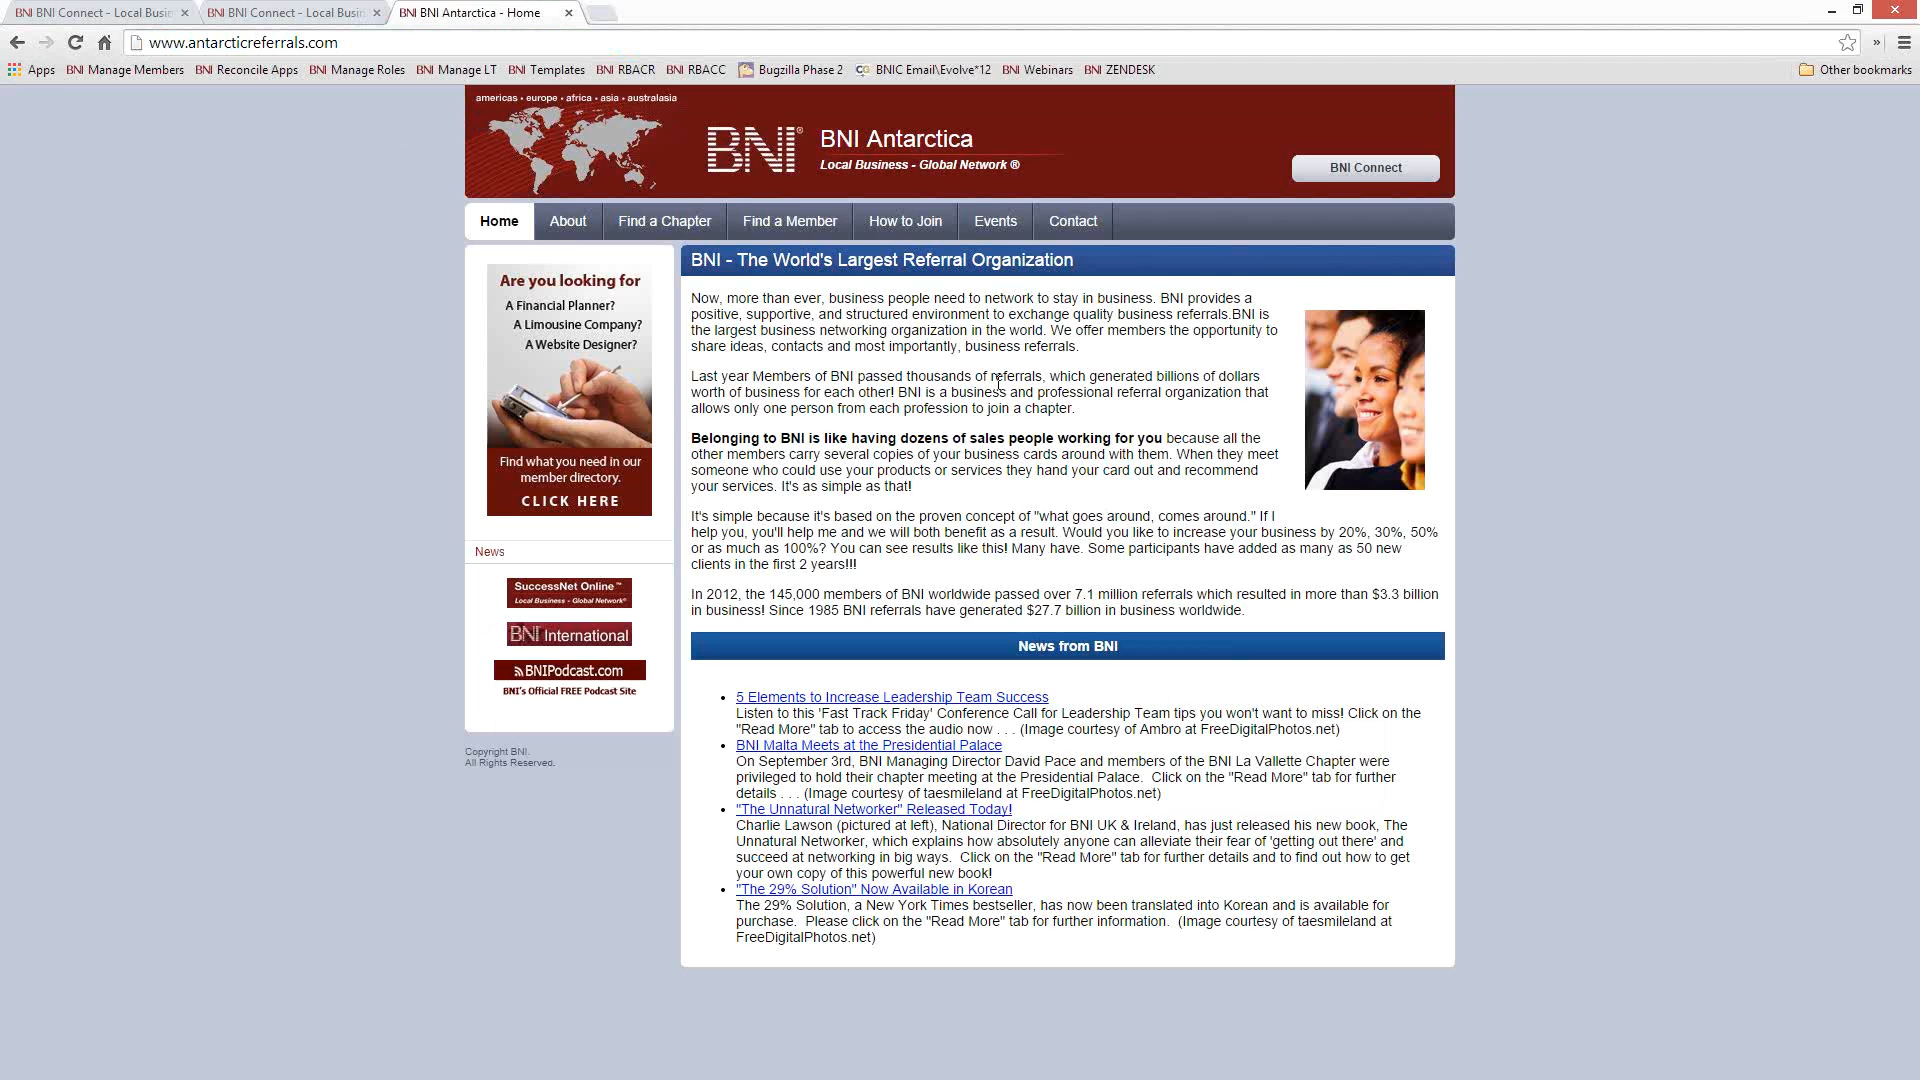 BNI BNI Connect - Local Busin
BNI BNI Connect - Local Busin
BNI BNI Antarctica - Home
www.antarcticreferrals.com
Apps
BNI Manage Members
BNI Reconcile Apps
BNI Manage Roles
BNI Manage LT
BNI Templates
BNI RBACR
BNI RBACC
Bugzilla Phase 2
BNIC Email\Evolve*12
BNI Webinars
BNI ZENDESK
Other bookmarks
americas • europe • africa • asia • australasia
BNI®
BNI Antarctica
Local Business - Global Network ®
BNI Connect
Home
About
Find a Chapter
Find a Member
How to Join
Events
Contact
Are you looking for
A Financial Planner?
A Limousine Company?
A Website Designer?
Find what you need in our
member directory.
CLICK HERE
News
SuccessNet Online™
Local Business - Global Network®
BNI International
BNIPodcast.com
BNI's Official FREE Podcast Site
Copyright BNI.
All Rights Reserved.
BNI - The World's Largest Referral Organization
Now, more than ever, business people need to network to stay in business. BNI provides a
positive, supportive, and structured environment to exchange quality business referrals.BNI is
the largest business networking organization in the world. We offer members the opportunity to
share ideas, contacts and most importantly, business referrals.
Last year Members of BNI passed thousands of referrals, which generated billions of dollars
worth of business for each other! BNI is a business and professional referral organization that
allows only one person from each profession to join a chapter.
Belonging to BNI is like having dozens of sales people working for you because all the
other members carry several copies of your business cards around with them. When they meet
someone who could use your products or services they hand your card out and recommend
your services. It's as simple as that!
It's simple because it's based on the proven concept of "what goes around, comes around." If I
help you, you'll help me and we will both benefit as a result. Would you like to increase your business by 20%, 30%, 50%
or as much as 100%? You can see results like this! Many have. Some participants have added as many as 50 new
clients in the first 2 years!!!
In 2012, the 145,000 members of BNI worldwide passed over 7.1 million referrals which resulted in more than $3.3 billion
in business! Since 1985 BNI referrals have generated $27.7 billion in business worldwide.
News from BNI
• 5 Elements to Increase Leadership Team Success
Listen to this 'Fast Track Friday' Conference Call for Leadership Team tips you won't want to miss! Click on the
"Read More" tab to access the audio now . . . (Image courtesy of Ambro at FreeDigitalPhotos.net)
• BNI Malta Meets at the Presidential Palace
On September 3rd, BNI Managing Director David Pace and members of the BNI La Vallette Chapter were
privileged to hold their chapter meeting at the Presidential Palace.  Click on the "Read More" tab for further
details . . . (Image courtesy of taesmileland at FreeDigitalPhotos.net)
• "The Unnatural Networker" Released Today!
Charlie Lawson (pictured at left), National Director for BNI UK & Ireland, has just released his new book, The
Unnatural Networker, which explains how absolutely anyone can alleviate their fear of 'getting out there' and
succeed at networking in big ways.  Click on the "Read More" tab for further details and to find out how to get
your own copy of this powerful new book!
• "The 29% Solution" Now Available in Korean
The 29% Solution, a New York Times bestseller, has now been translated into Korean and is available for
purchase.  Please click on the "Read More" tab for further information.  (Image courtesy of taesmileland at
FreeDigitalPhotos.net)